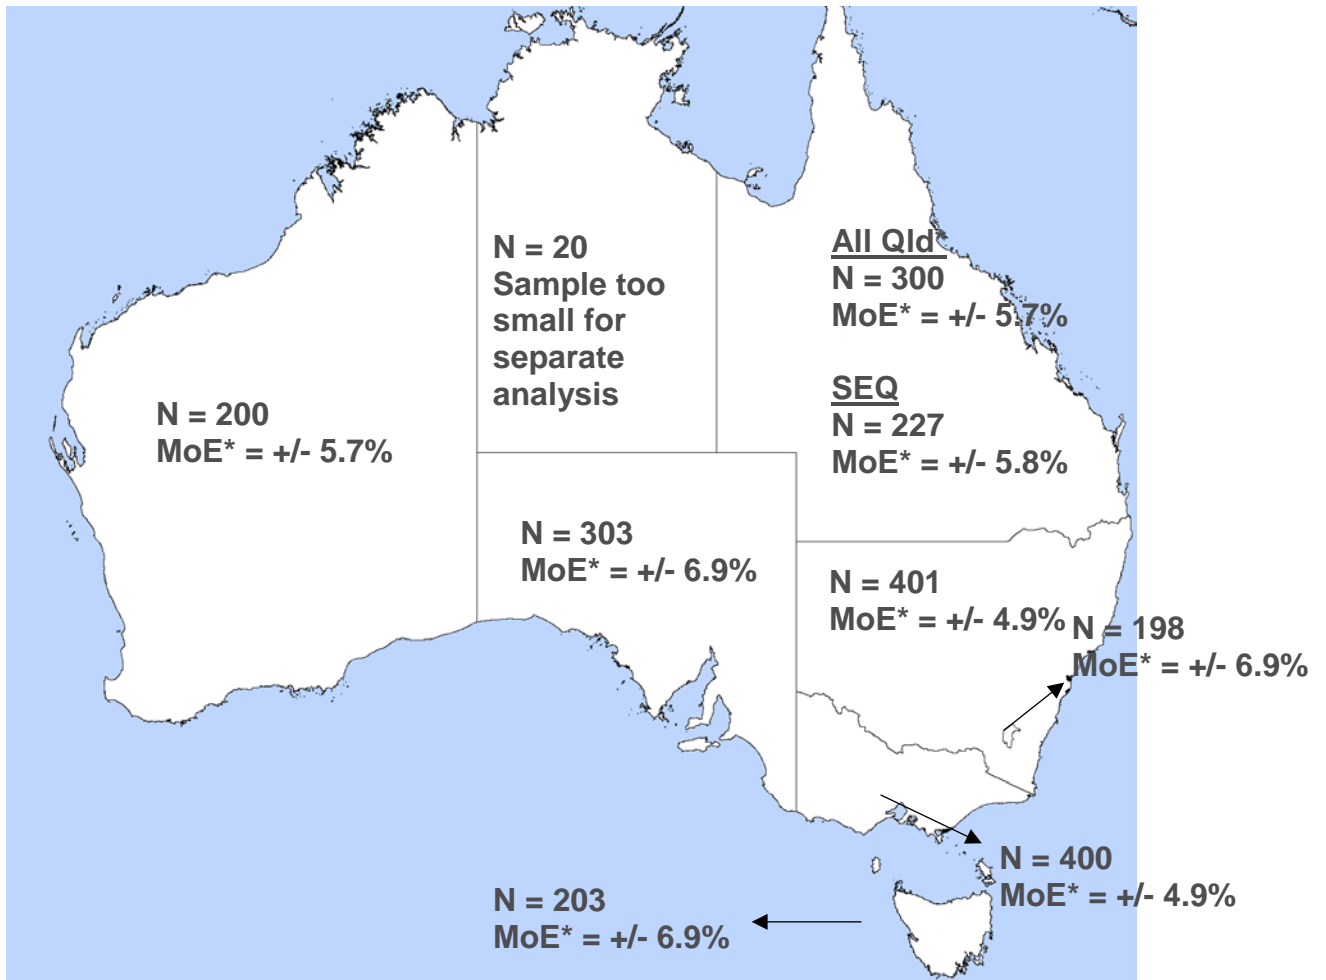 N = 20
Sample too
small for
separate
analysis
All Qld*
N = 300
MoE* = +/- 5.7%
SEQ
N = 227
MoE* = +/- 5.8%
N = 200
MoE* = +/- 5.7%
N = 303
MoE* = +/- 6.9%
N = 401
MoE* = +/- 4.9%
N = 198
MoE* = +/- 6.9%
N = 400
MoE* = +/- 4.9%
N = 203
MoE* = +/- 6.9%